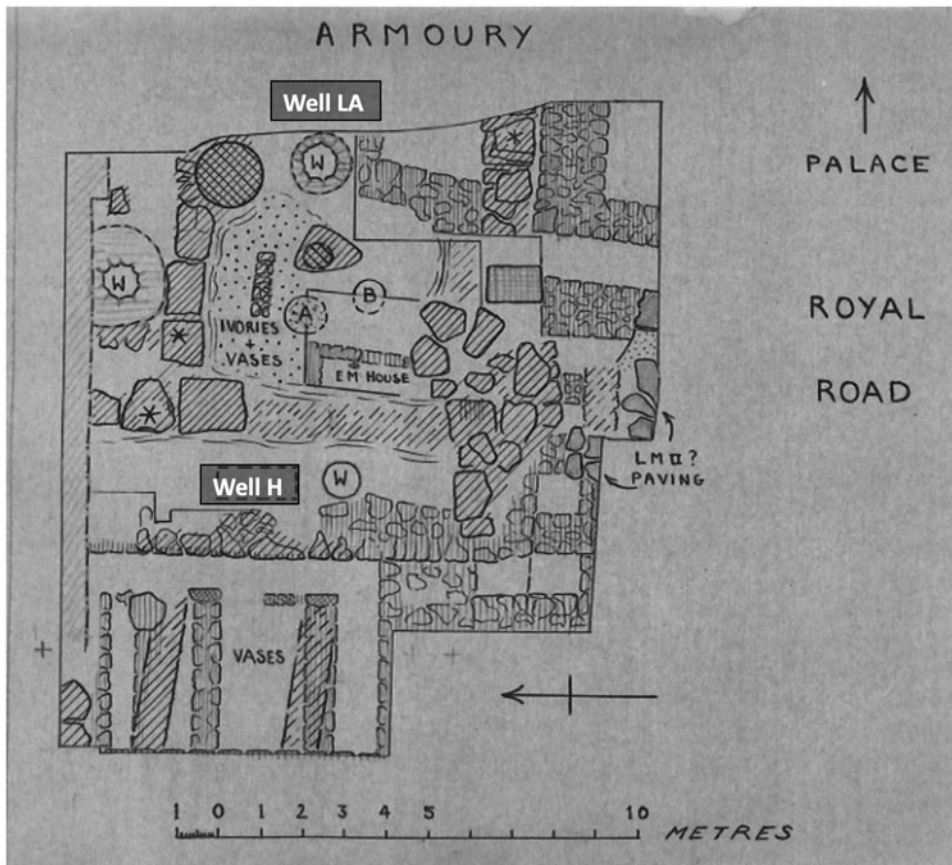 ARMOURY
Well LA
W
PALACE
W
ROYAL
B
A
IVORIES
+
VASES
EM HOUSE
ROAD
LM II?
PAVING
Well H
W
VASES
1 0 1 2 3 4 5 10 METRES